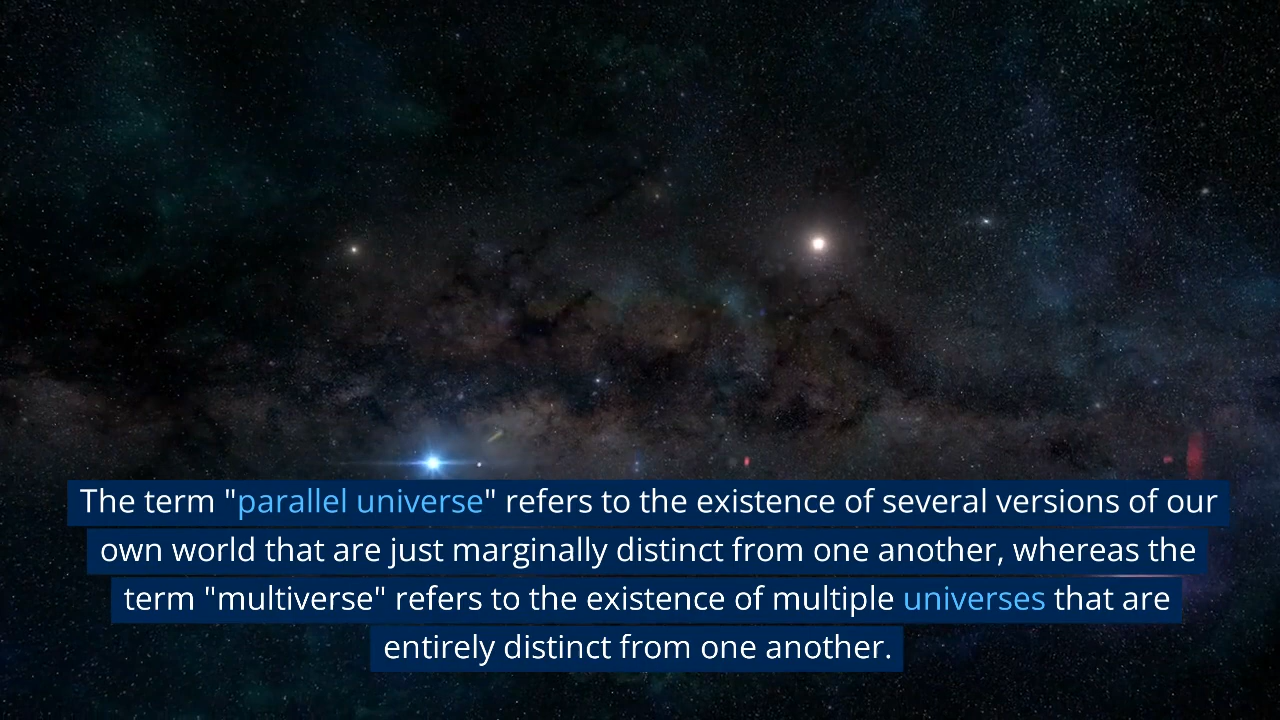 The term "parallel universe" refers to the existence of several versions of our
own world that are just marginally distinct from one another, whereas the
term "multiverse" refers to the existence of multiple universes that are
entirely distinct from one another.